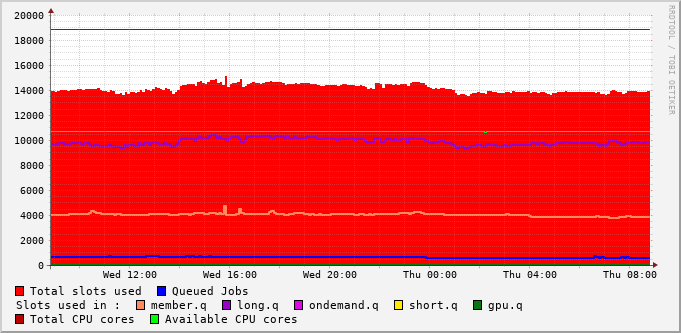 RRDTOOL / TOBI OETIKER
20000
18000
16000
14000
12000
10000
8000
6000
4000
2000
0
Wed 12:00 Wed 16:00 Wed 20:00 Thu 00:00 Thu 04:00 Thu 08:00
Total slots used Queued Jobs
Slots used in : member.q long.q ondemand.q short.q gpu.q
Total CPU cores Available CPU cores